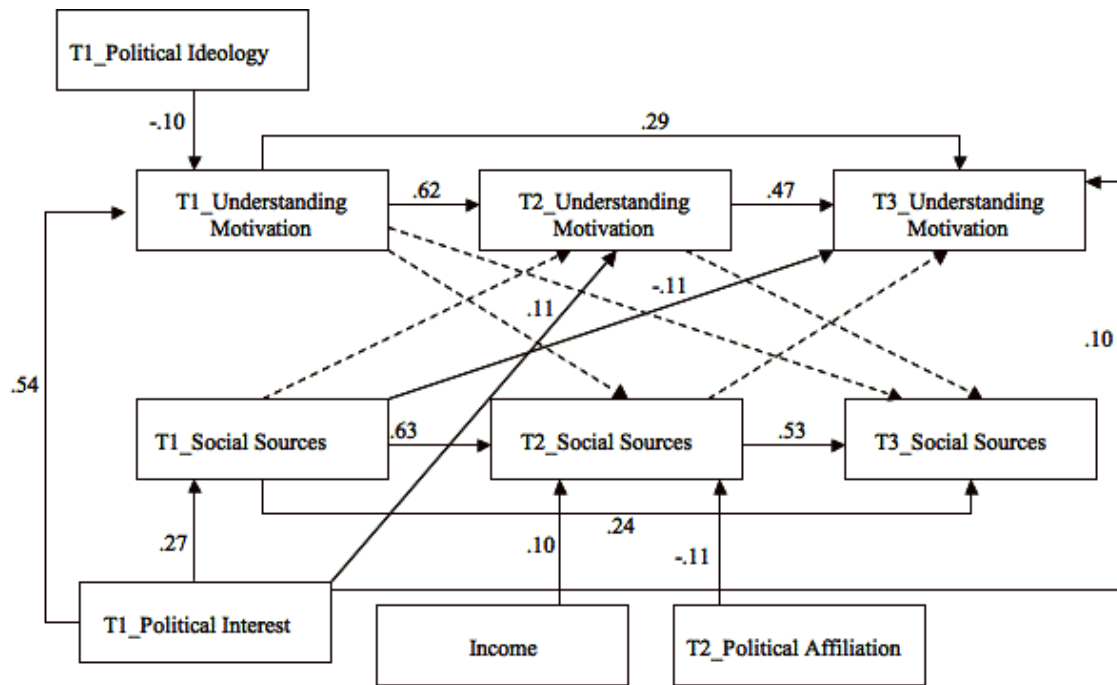 T1_Political Ideology
-.10
.29
T1_Understanding
Motivation
.62
T2_Understanding
Motivation
.47
T3_Understanding
Motivation
-.11
.11
.10
.54
T1_Social Sources
.63
T2_Social Sources
.53
T3_Social Sources
.27
.10
.24
-.11
T1_Political Interest
Income
T2_Political Affiliation